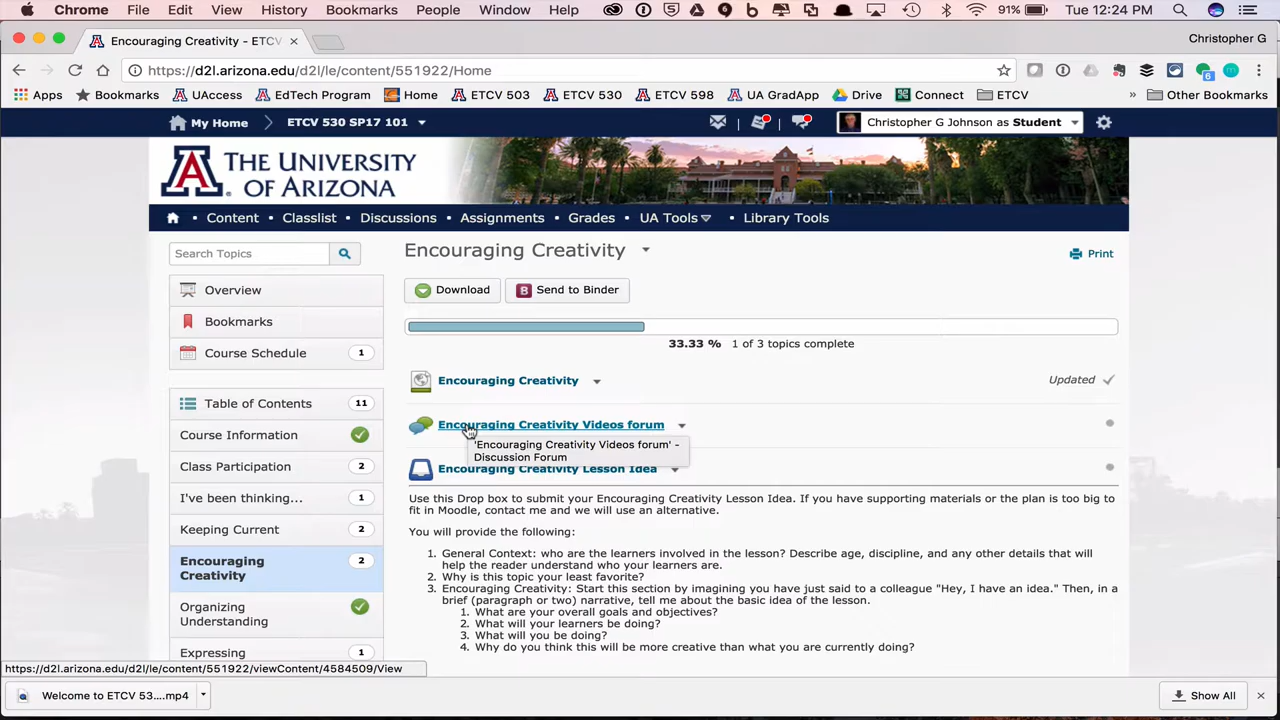 Chrome File Edit View History Bookmarks People Window Help 91% Tue 12:24 PM
Encouraging Creativity - ETCV
Christopher G
https://d2l.arizona.edu/d2l/le/content/551922/Home
6
Apps Bookmarks UAccess EdTech Program Home ETCV 503 ETCV 530 ETCV 598 UA GradApp Drive Connect ETCV » Other Bookmarks
My Home ETCV 530 SP17 101 Christopher G Johnson as Student
THE UNIVERSITY
OF ARIZONA
Content Classlist Discussions Assignments Grades UA Tools Library Tools
Search Topics
Encouraging Creativity
Print
Overview
Download Send to Binder
Bookmarks
Course Schedule 1
33.33 % 1 of 3 topics complete
Encouraging Creativity Updated
Table of Contents 11
Encouraging Creativity Videos forum
Course Information
'Encouraging Creativity Videos forum' -
Discussion Forum
Class Participation 2
Encouraging Creativity Lesson Idea
I've been thinking... 1
Use this Drop box to submit your Encouraging Creativity Lesson Idea. If you have supporting materials or the plan is too big to
fit in Moodle, contact me and we will use an alternative.
Keeping Current 2
You will provide the following:
Encouraging
Creativity 2
1. General Context: who are the learners involved in the lesson? Describe age, discipline, and any other details that will
help the reader understand who your learners are.
2. Why is this topic your least favorite?
3. Encouraging Creativity: Start this section by imagining you have just said to a colleague "Hey, I have an idea." Then, in a
brief (paragraph or two) narrative, tell me about the basic idea of the lesson.
1. What are your overall goals and objectives?
2. What will your learners be doing?
3. What will you be doing?
4. Why do you think this will be more creative than what you are currently doing?
Organizing
Understanding
Expressing 1
https://d2l.arizona.edu/d2l/le/content/551922/viewContent/4584509/View
Welcome to ETCV 53....mp4
Show All